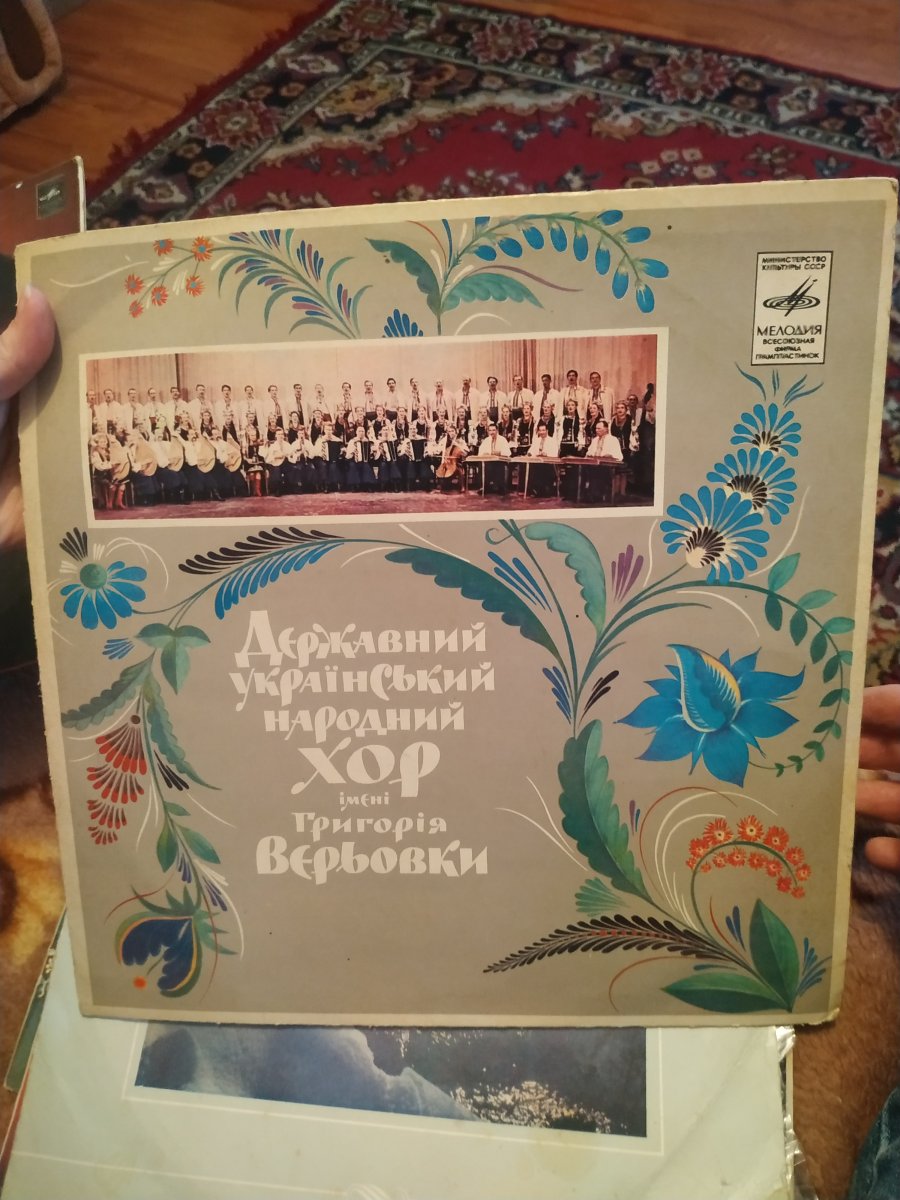 МИНИСТЕРСТВО
КУЛЬТУРЫ СССР
МЕЛОДИЯ
ВСЕСОЮЗНАЯ
ФИРМА
ГРАМПЛАСТИНОК
Державний
український
народний
хор
імені
Григорія
Верьовки